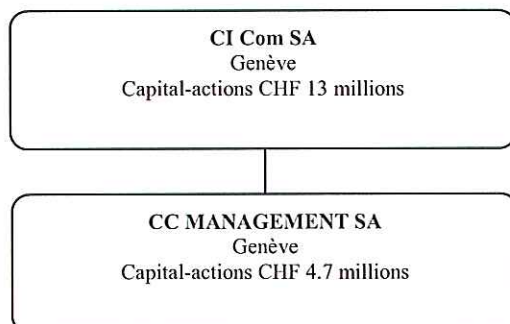 CI Com SA
Genève
Capital-actions CHF 13 millions
CC MANAGEMENT SA
Genève
Capital-actions CHF 4.7 millions